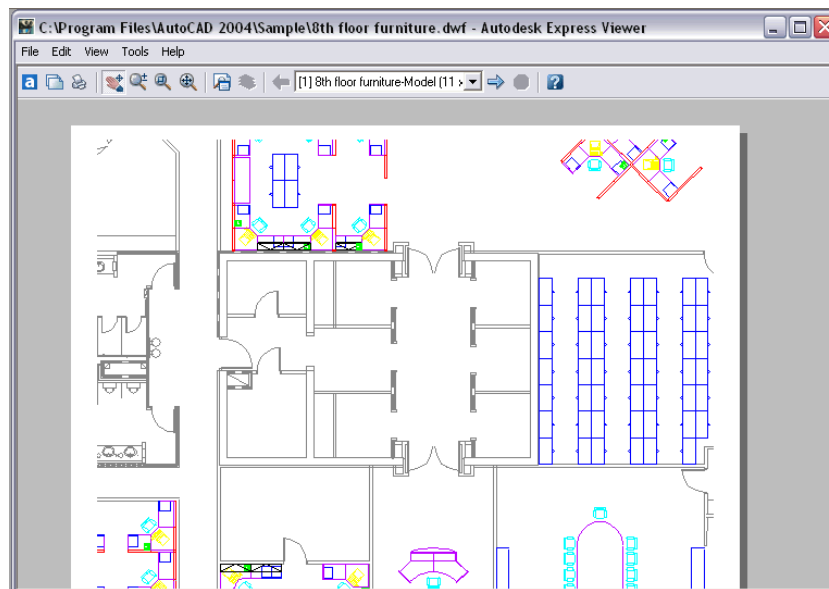 C:\Program Files\AutoCAD 2004\Sample\8th floor furniture.dwf - Autodesk Express Viewer
File Edit View Tools Help
[1] 8th floor furniture-Model (11 x